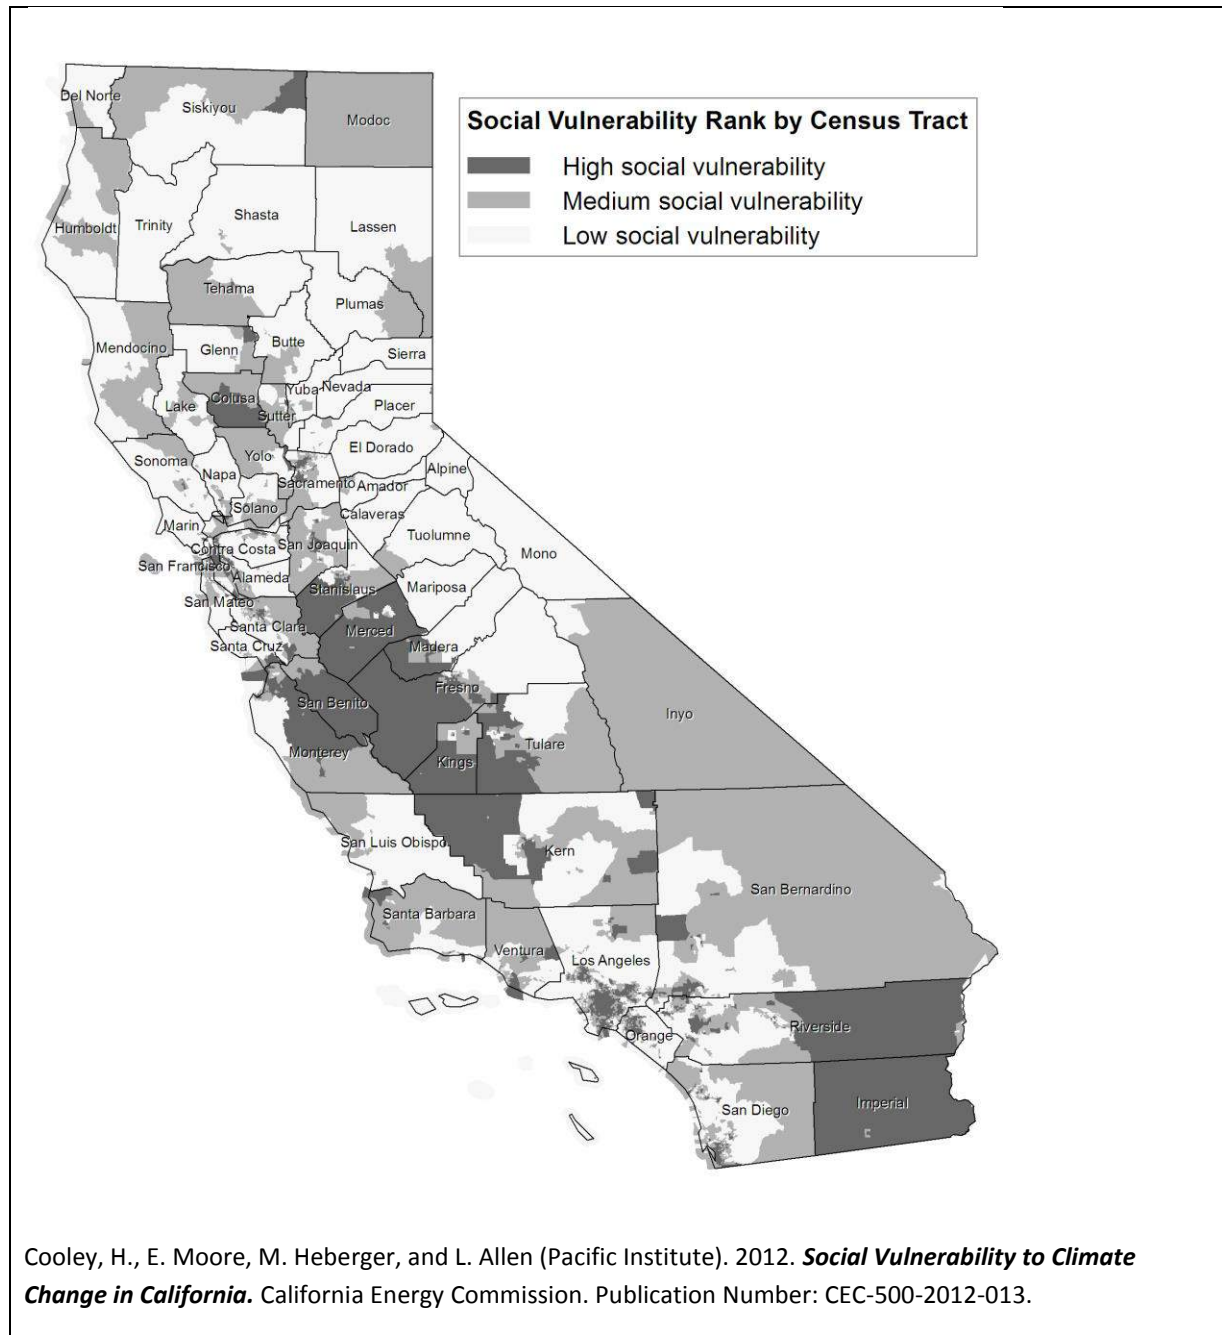 Del Norte
Siskiyou
Modoc
Social Vulnerability Rank by Census Tract
High social vulnerability
Medium social vulnerability
Low social vulnerability
Humboldt
Trinity
Shasta
Lassen
Tehama
Plumas
Mendocino
Glenn
Butte
Sierra
Lake
Colusa
Sutter
Yuba
Nevada
Placer
Sonoma
Napa
Yolo
El Dorado
Sacramento
Amador
Alpine
Solano
Marin
Calaveras
Contra Costa
San Joaquin
Tuolumne
Mono
San Francisco
Alameda
Stanislaus
Mariposa
San Mateo
Santa Clara
Merced
Santa Cruz
Madera
San Benito
Fresno
Inyo
Monterey
Kings
Tulare
San Luis Obispo
Kern
San Bernardino
Santa Barbara
Ventura
Los Angeles
Orange
Riverside
San Diego
Imperial
Cooley, H., E. Moore, M. Heberger, and L. Allen (Pacific Institute). 2012. Social Vulnerability to Climate
Change in California. California Energy Commission. Publication Number: CEC-500-2012-013.